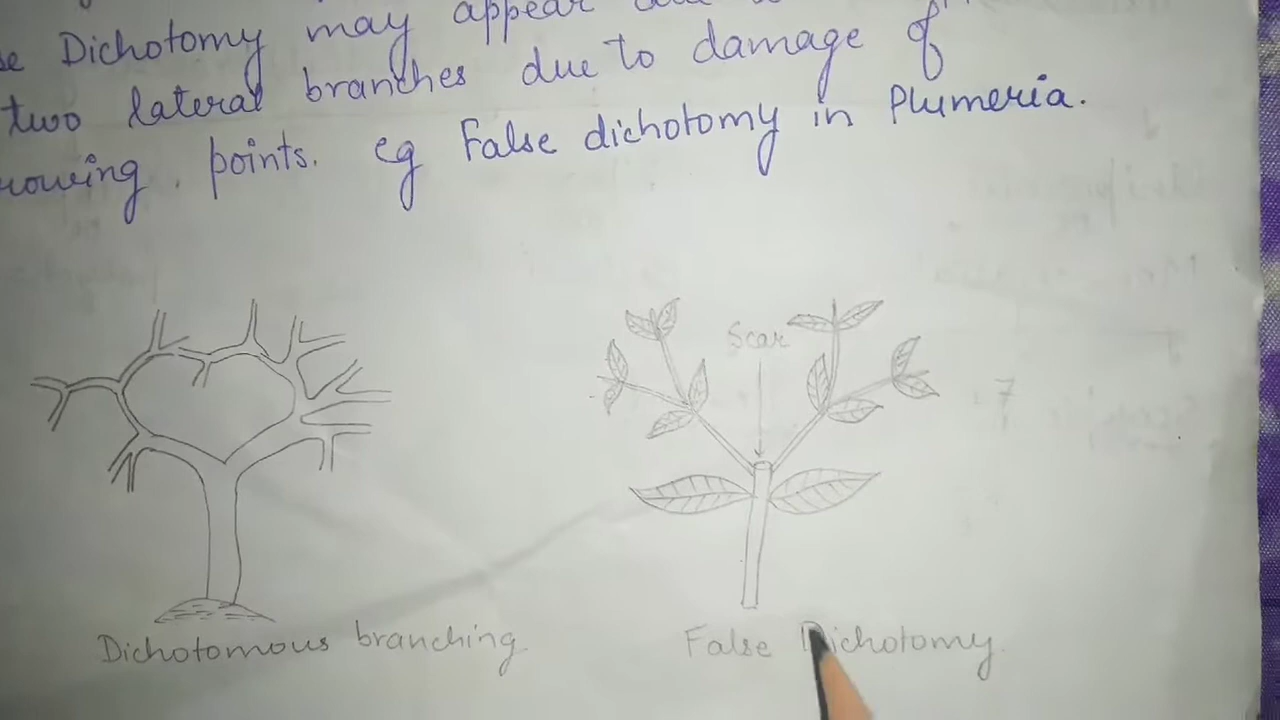 Dichotomy may appear
two lateral branches due to damage of
points. eg False dichotomy in Plumeria.
Scar
Dichotomous branching
False Dichotomy